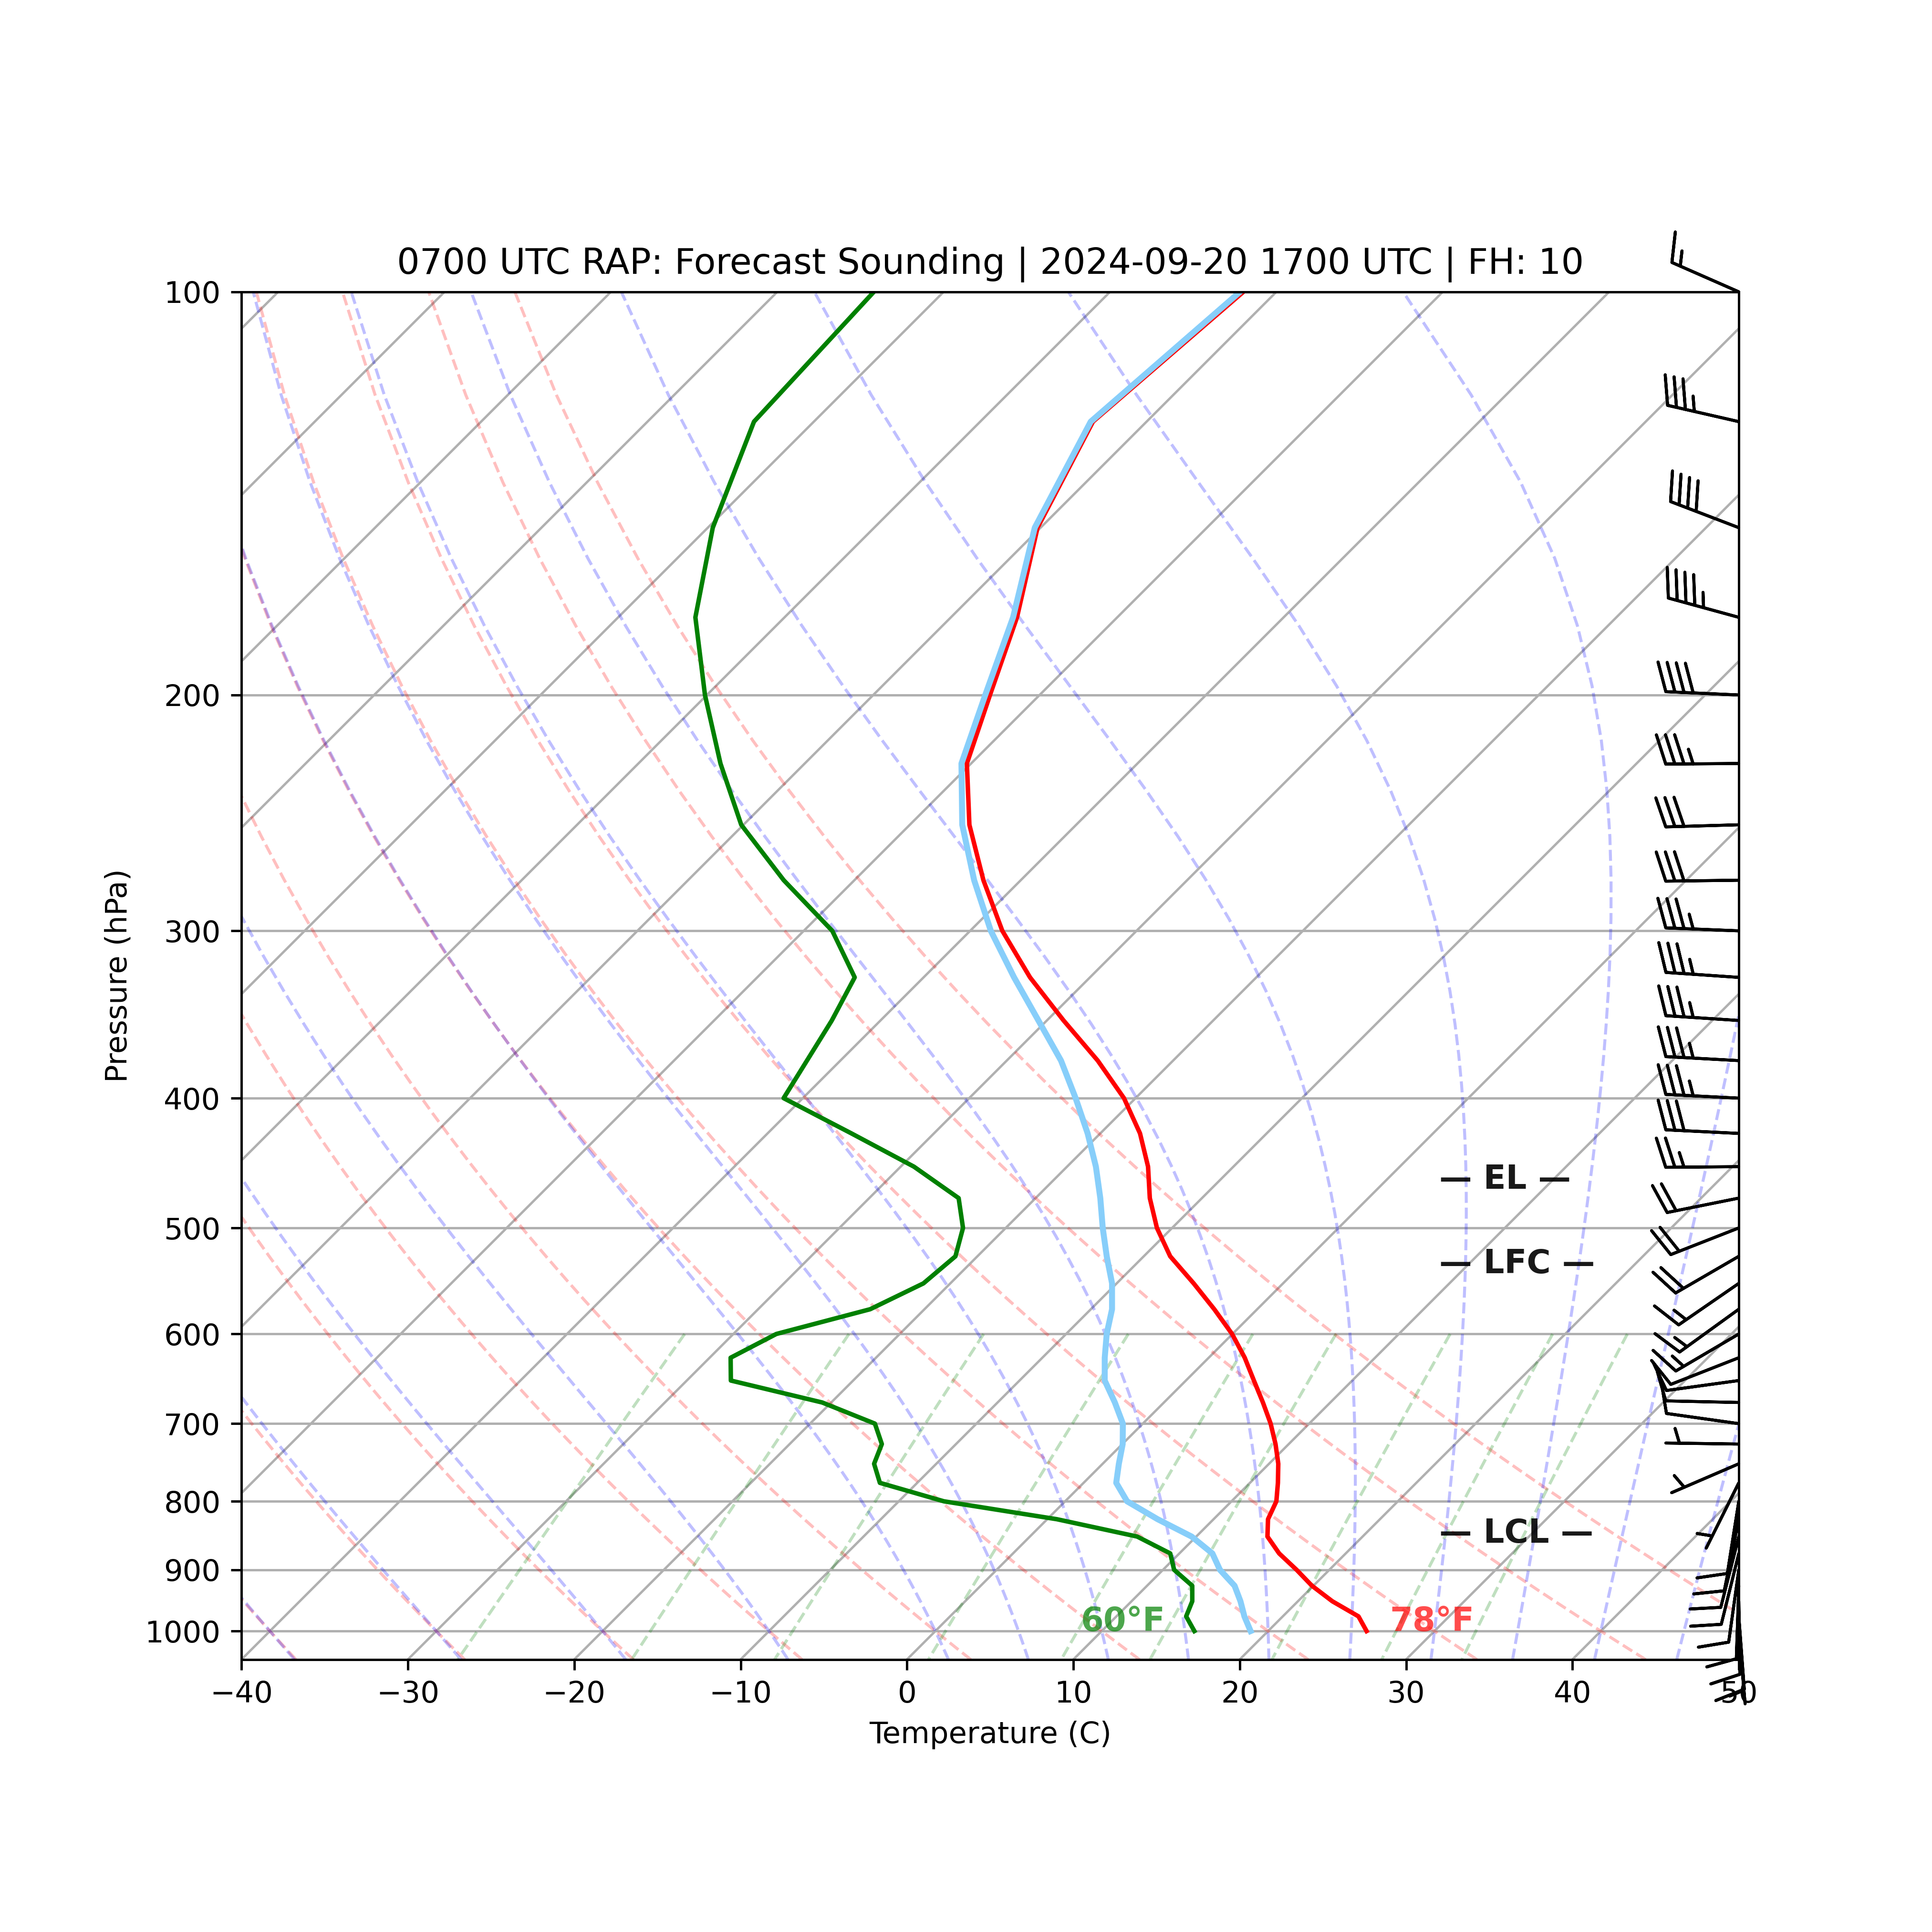 0700 UTC RAP: Forecast Sounding | 2024-09-20 1700 UTC | FH: 10
100
200
300
400
500
600
700
800
900
1000
Pressure (hPa)
— EL —
— LFC —
— LCL —
60°F
78°F
−40
−30
−20
−10
0
10
20
30
40
50
Temperature (C)